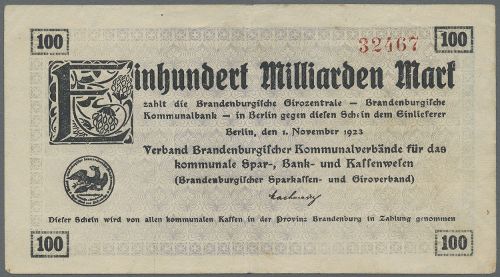 100
32467
100
Einhundert Milliarden Mark
zahlt die Brandenburgische Girozentrale — Brandenburgische
Kommunalbank — in Berlin gegen diesen Schein dem Einlieferer
Berlin, den 1. November 1923
Verband Brandenburgischer Kommunalverbände für das
kommunale Spar-, Bank- und Kassenwesen
(Brandenburgischer Sparkassen- und Giroverband)
Dieser Schein wird von allen kommunalen Kassen in der Provinz Brandenburg in Zahlung genommen
100
100